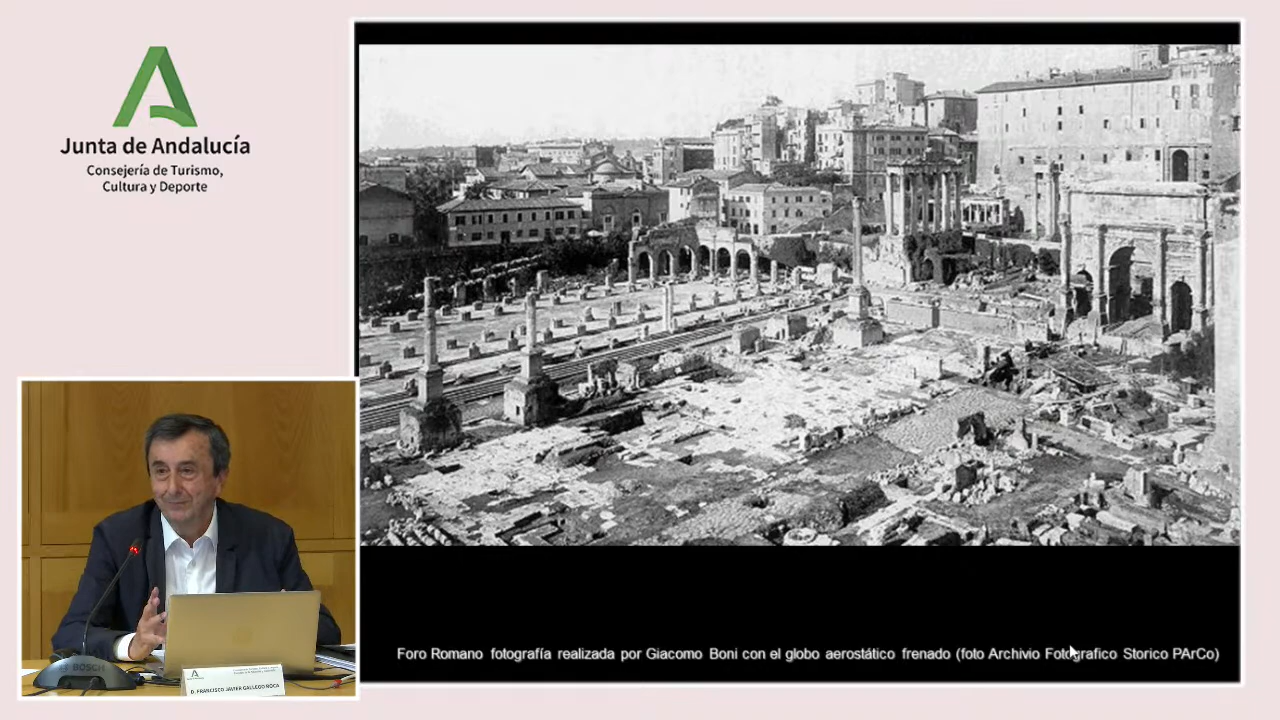 Junta de Andalucía
Consejería de Turismo,
Cultura y Deporte
BOSCH
D. FRANCISCO JAVIER GALLEGO ROCA
Foro Romano fotografía realizada por Giacomo Boni con el globo aerostático frenado (foto Archivio Fotografico Storico PArCo)